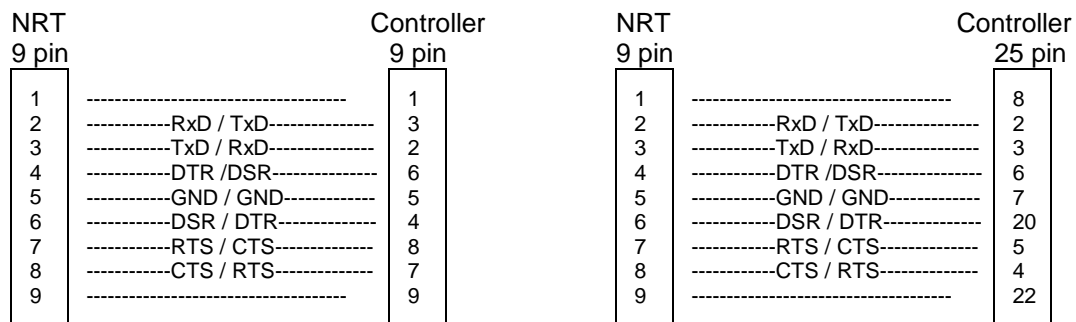 NRT Controller NRT Controller
9 pin 9 pin 9 pin 25 pin
1 ------------------------------------- 1 1 ------------------------------------- 8
2 ------------RxD / TxD--------------- 3 2 ------------RxD / TxD--------------- 2
3 ------------TxD / RxD--------------- 2 3 ------------TxD / RxD--------------- 3
4 ------------DTR /DSR--------------- 6 4 ------------DTR /DSR--------------- 6
5 ------------GND / GND------------- 5 5 ------------GND / GND------------- 7
6 ------------DSR / DTR-------------- 4 6 ------------DSR / DTR-------------- 20
7 ------------RTS / CTS-------------- 8 7 ------------RTS / CTS-------------- 5
8 ------------CTS / RTS-------------- 7 8 ------------CTS / RTS-------------- 4
9 ------------------------------------- 9 9 ------------------------------------- 22